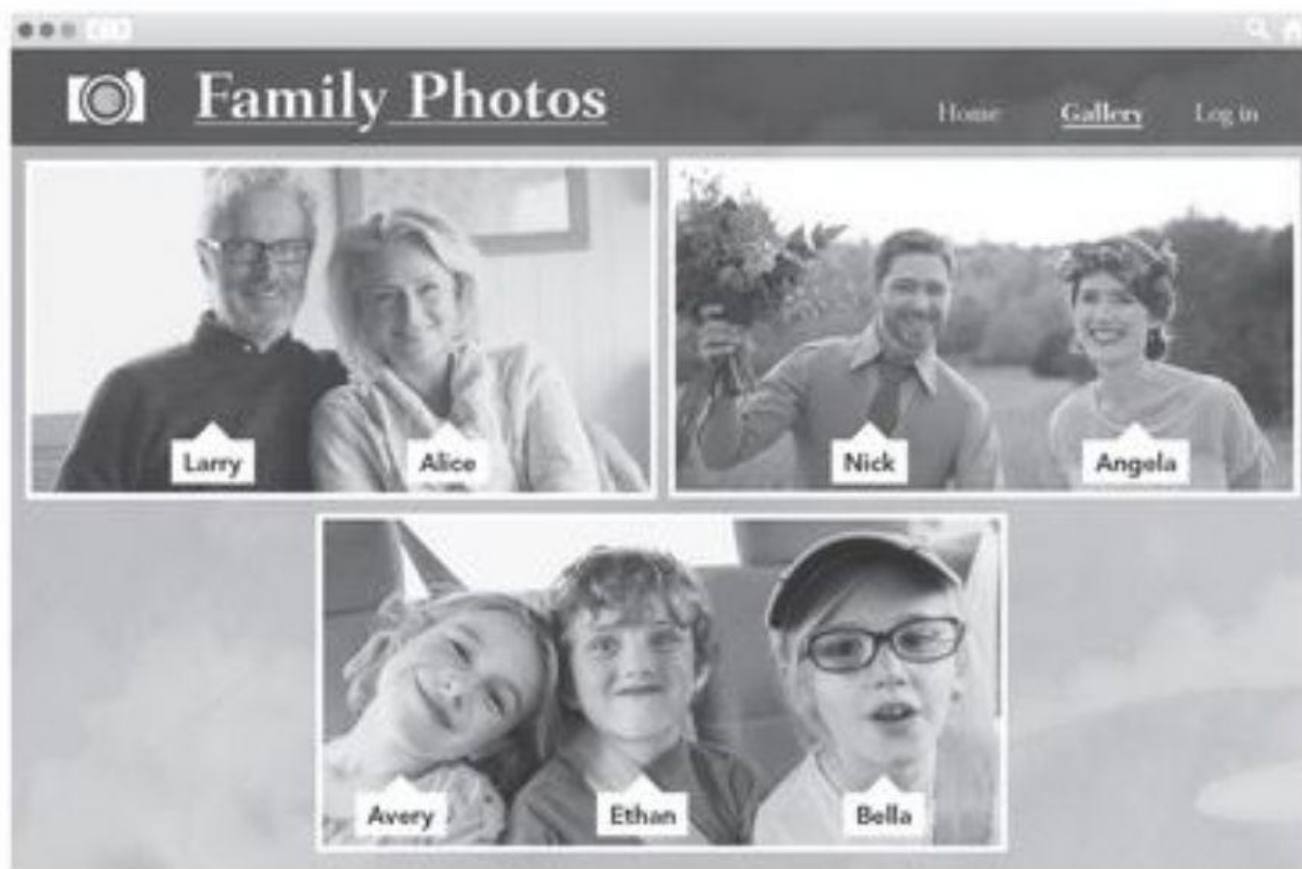 Family Photos
Home Gallery Log in
Larry Alice
Nick Angela
Avery Ethan Bella